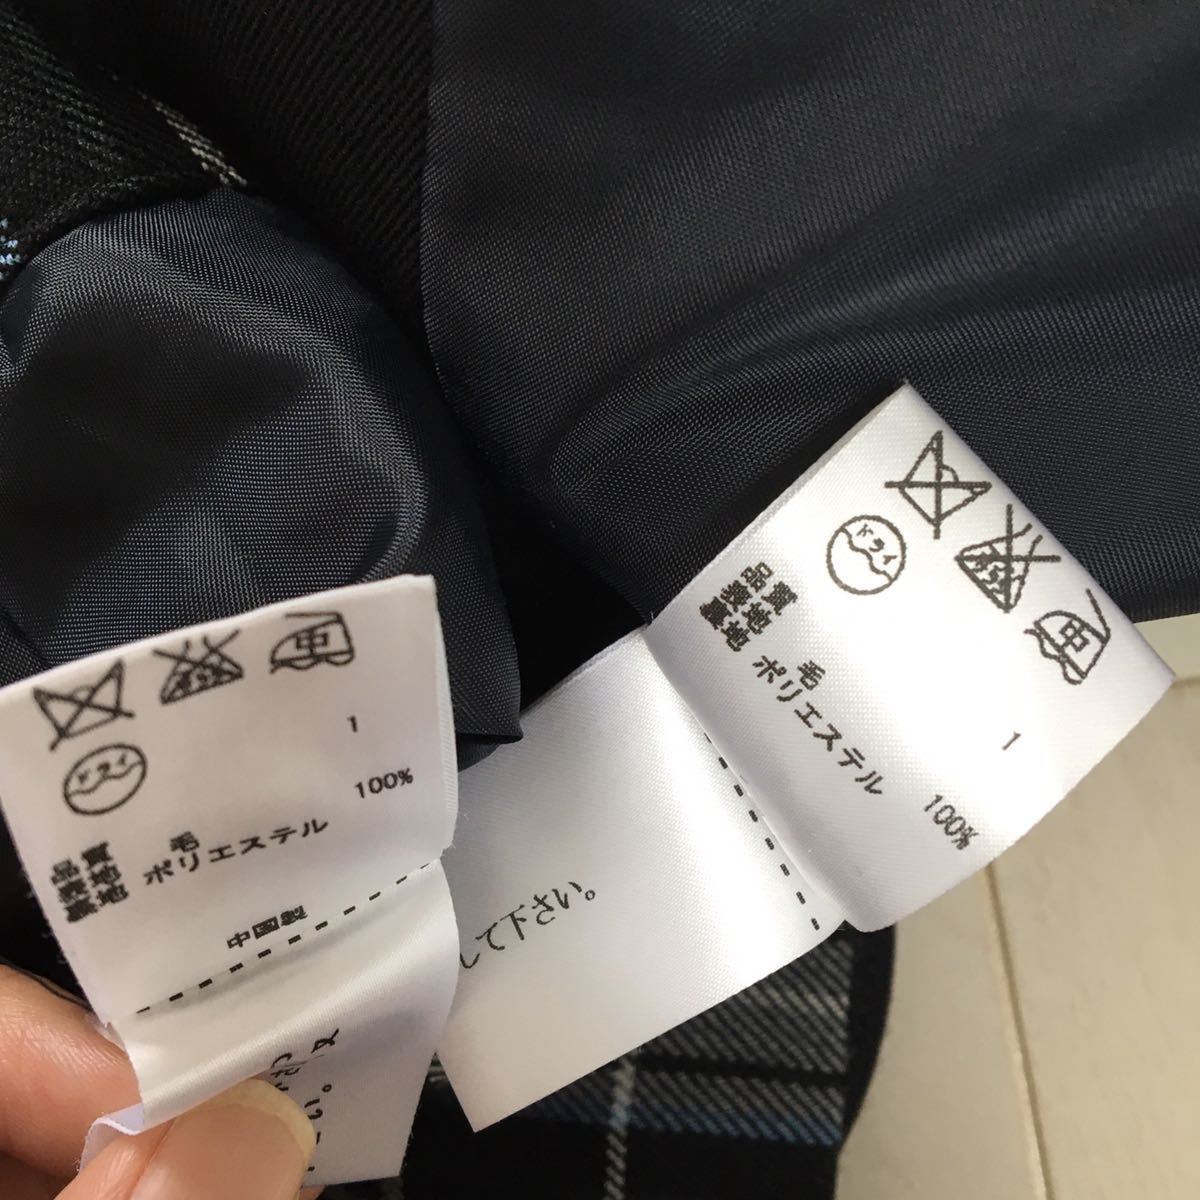 中
1
ドライ
品質
表地 毛 100%
裏地 ポリエステル
中国製
ドライ
中
1
品質
表地 毛
裏地 ポリエステル 100%
して下さい。